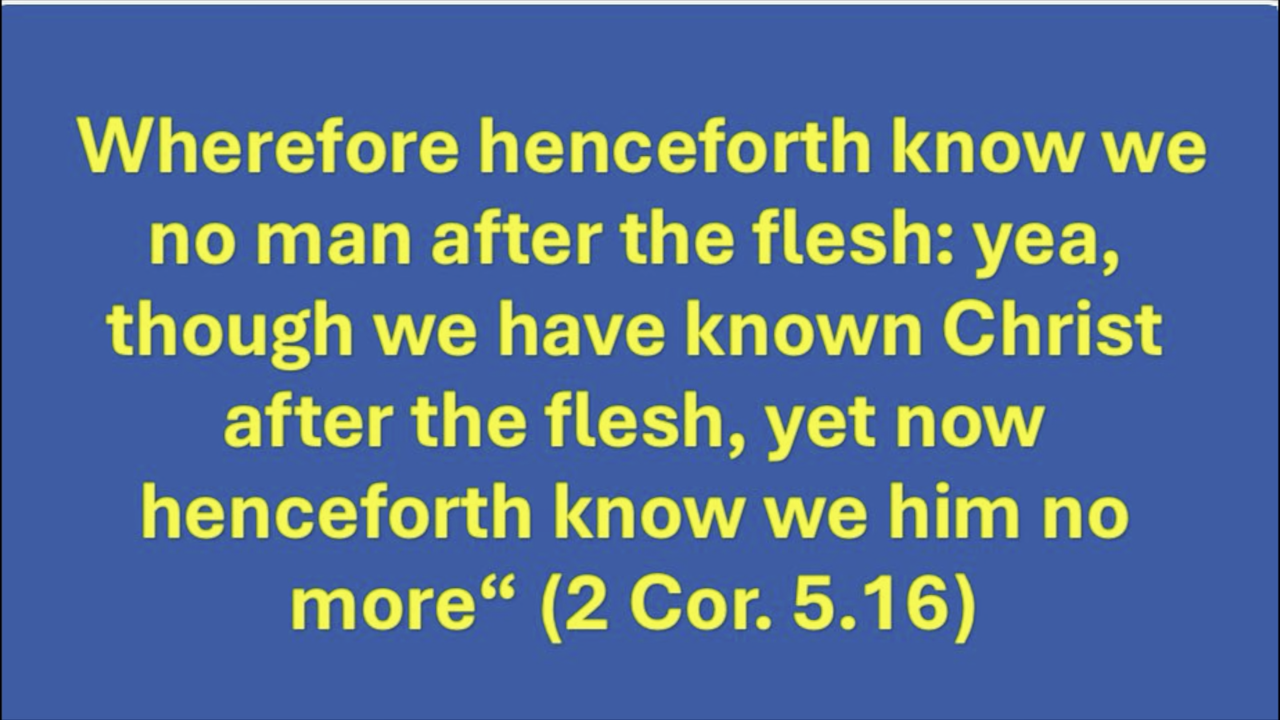 Wherefore henceforth know we
no man after the flesh: yea,
though we have known Christ
after the flesh, yet now
henceforth know we him no
more“ (2 Cor. 5.16)